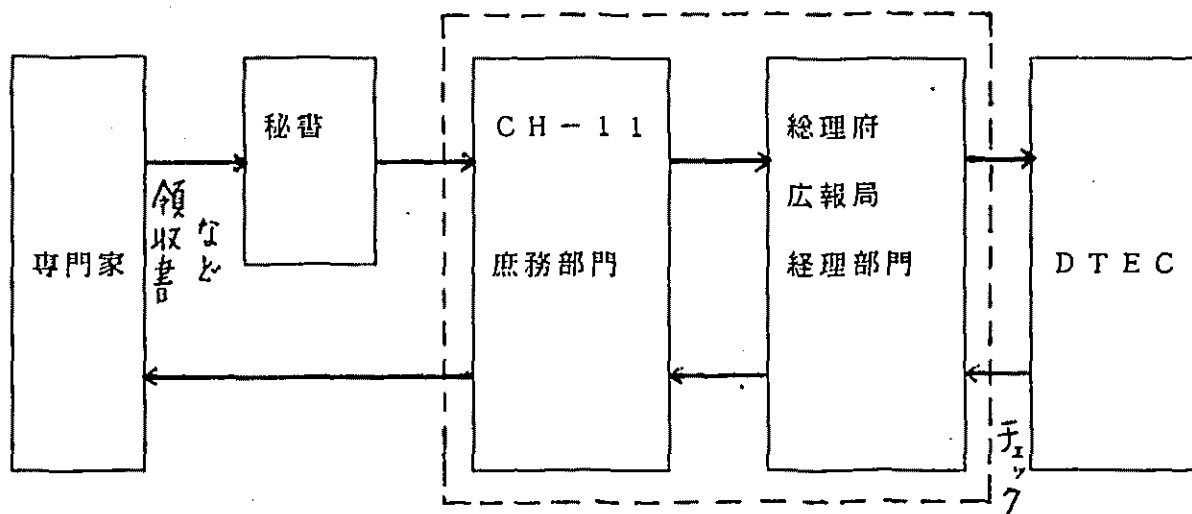 専門家
領収書
など
秘書
CH-11
庶務部門
総理府
広報局
経理部門
チェック
DTEC